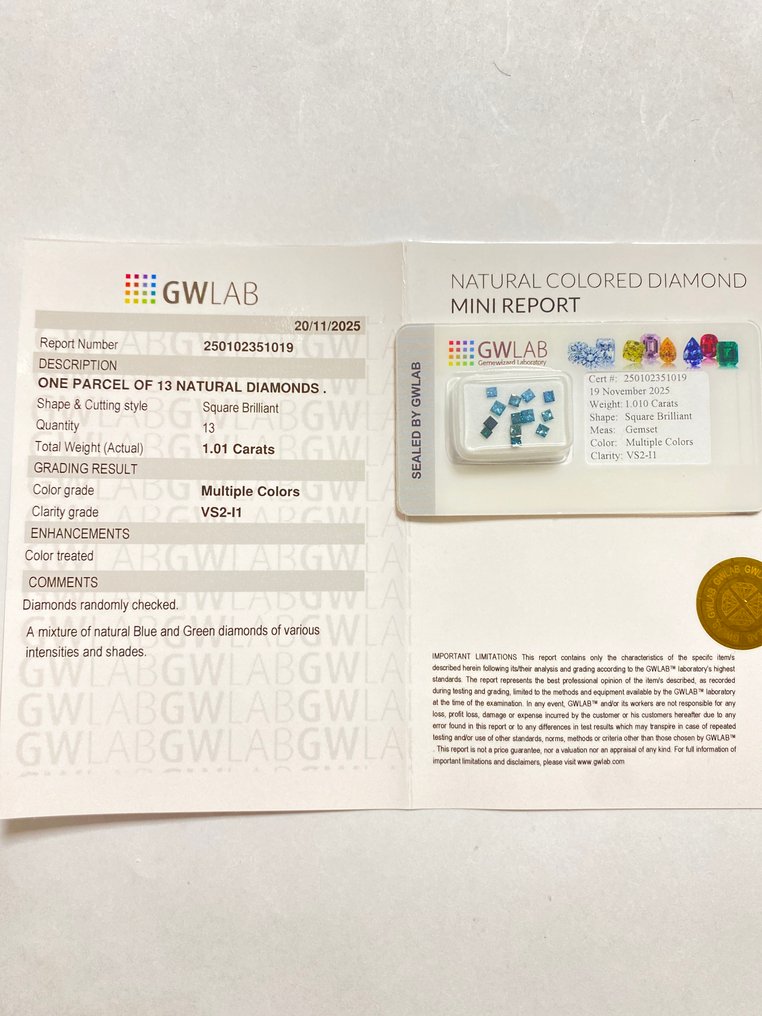 GWLAB
20/11/2025
Report Number 250102351019
DESCRIPTION
ONE PARCEL OF 13 NATURAL DIAMONDS .
Shape & Cutting style Square Brilliant
Quantity 13
Total Weight (Actual) 1.01 Carats
GRADING RESULT
Color grade Multiple Colors
Clarity grade VS2-I1
ENHANCEMENTS
Color treated
COMMENTS
Diamonds randomly checked.
A mixture of natural Blue and Green diamonds of various
intensities and shades.
NATURAL COLORED DIAMOND
MINI REPORT
SEALED BY GWLAB
GWLAB
Gemewizard Laboratory
Cert #: 250102351019
19 November 2025
Weight: 1.010 Carats
Shape: Square Brilliant
Meas: Gemset
Color: Multiple Colors
Clarity: VS2-I1
GWLAB GWLAB
IMPORTANT LIMITATIONS This report contains only the characteristics of the specifc item/s
described herein following its/their analysis and grading according to the GWLAB™ laboratory's highest
standards. The report represents the best professional opinion of the item/s described, as recorded
during testing and grading, limited to the methods and equipment available by the GWLAB™ laboratory
at the time of the examination. In any event, GWLAB™ and/or its workers are not responsible for any
loss, profit loss, damage or expense incurred by the customer or his customers hereafter due to any
error found in this report or to any differences in test results which may transpire in case of repeated
testing and/or use of other standards, norms, methods or criteria other than those chosen by GWLAB™
. This report is not a price guarantee, nor a valuation nor an appraisal of any kind. For full information of
important limitations and disclaimers, please visit www.gwlab.com